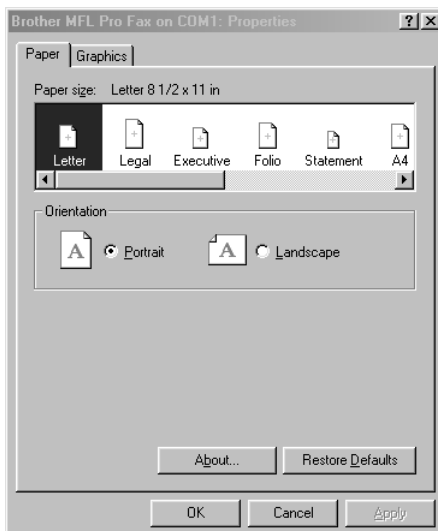 Brother MFL Pro Fax on COM1: Properties
Paper Graphics
Paper size: Letter 8 1/2 x 11 in
Letter Legal Executive Folio Statement A4
Orientation
A Portrait A Landscape
About... Restore Defaults
OK Cancel Apply